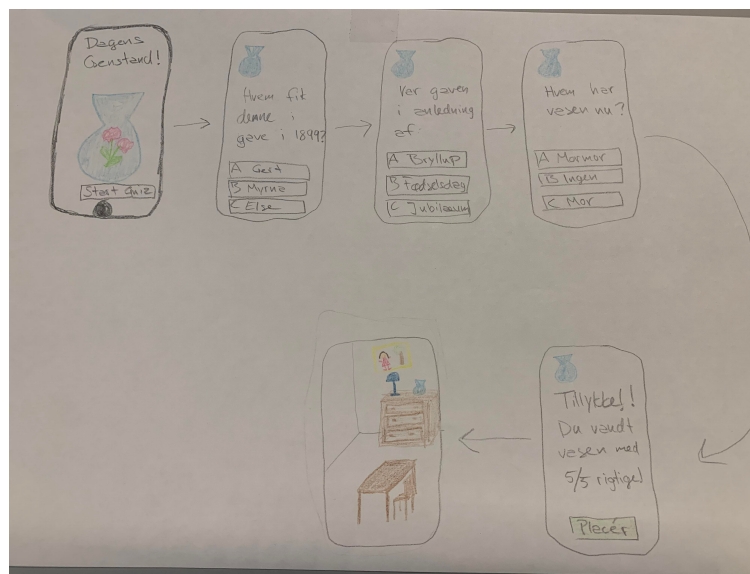 Dagens
Genstand!
Start Quiz
Hvem fik
denne i
gave i 1899?
A Gert
B Myrna
C Else
Var gaven
i anledning
af:
A Bryllup
B Fødselsdag
C Jubilæum
Hvem har
vasen nu?
A Mormor
B Ingen
C Mor
Tillykke!!
Du vandt
vasen med
5/5 rigtige!
Placér